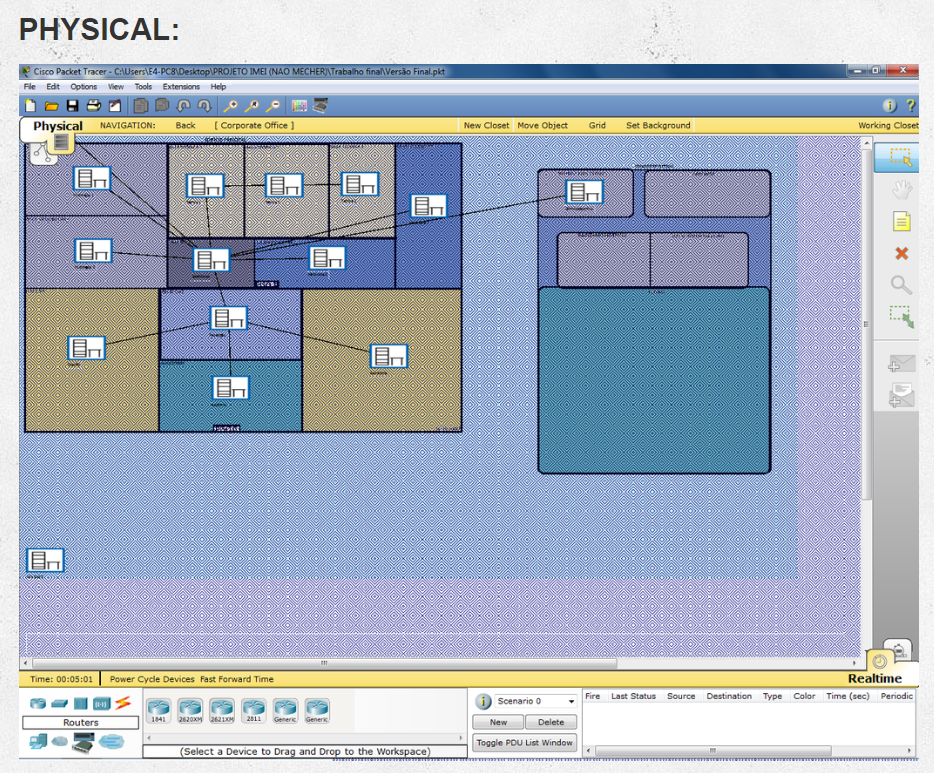 PHYSICAL:
Cisco Packet Tracer - C:\Users\E4-PC8\Desktop\PROJETO IMEI (NAO MECHER)\Trabalho final\Versão Final.pkt
File Edit Options View Tools Extensions Help
Physical NAVIGATION: Back [ Corporate Office ] New Closet Move Object Grid Set Background Working Closet
Time: 00:05:01 Power Cycle Devices Fast Forward Time Realtime
Routers
1841 2620XM 2621XM 2811 Generic Generic
(Select a Device to Drag and Drop to the Workspace)
Scenario 0
New Delete
Toggle PDU List Window
Fire Last Status Source Destination Type Color Time (sec) Periodic